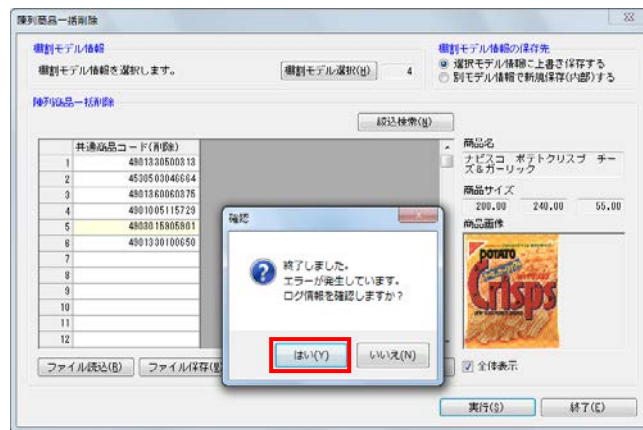 陳列商品一括削除
棚割モデル情報
棚割モデル情報を選択します。
棚割モデル選択(H)
4
棚割モデル情報の保存先
選択モデル情報に上書き保存する
別モデル情報で新規保存(内部)する
陳列商品一括削除
絞込検索(W)
共通商品コード(削除)
1 4901330500313
2 4530503046664
3 4901360060375
4 4901005115729
5 4903015905901
6 4901330100650
7
8
9
10
11
12
商品名
ナビスコ ポテトクリスプ チー
ズ&ガーリック
商品サイズ
200.00 240.00 55.00
商品画像
POTATO
Crisps
確認
終了しました。
エラーが発生しています。
ログ情報を確認しますか?
はい(Y)
いいえ(N)
ファイル読込(B)
ファイル保存(
全体表示
実行(S)
終了(E)